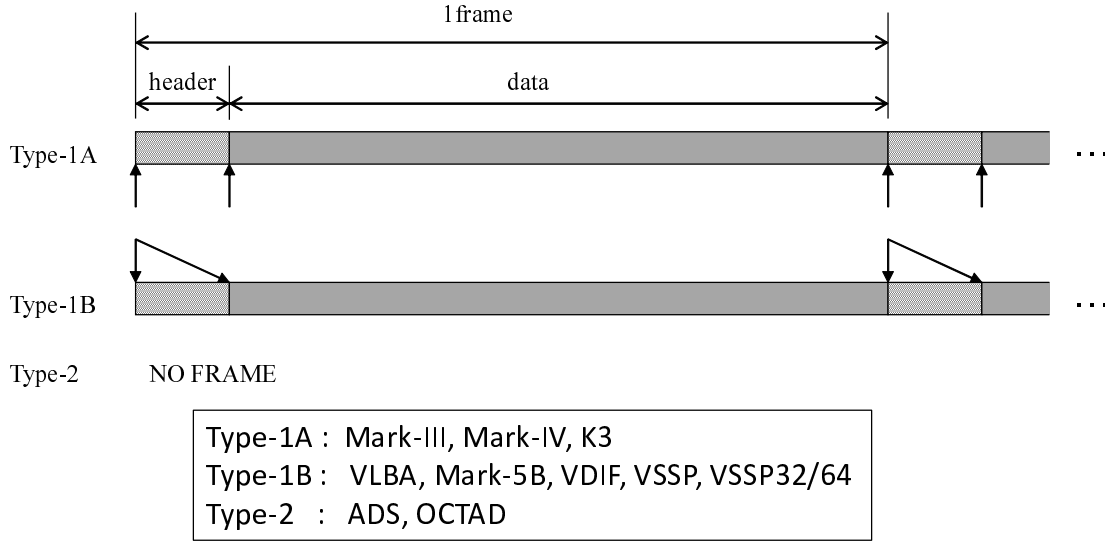 1frame
header data
Type-1A ...
Type-1B ...
Type-2 NO FRAME
Type-1A : Mark-III, Mark-IV, K3
Type-1B : VLBA, Mark-5B, VDIF, VSSP, VSSP32/64
Type-2 : ADS, OCTAD